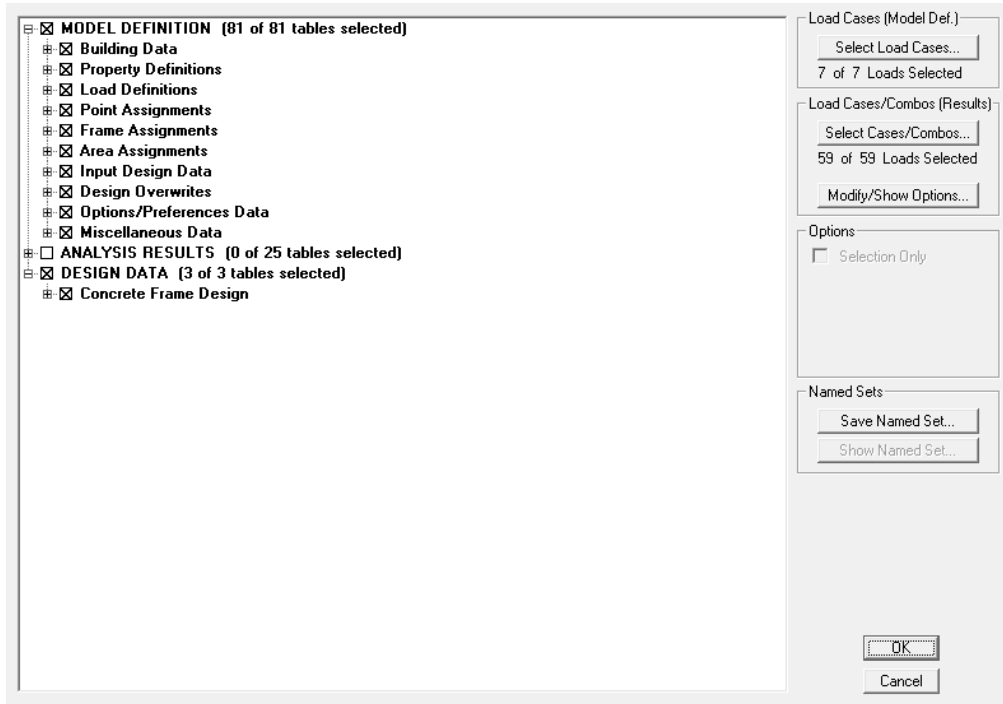 MODEL DEFINITION (81 of 81 tables selected)
Building Data
Property Definitions
Load Definitions
Point Assignments
Frame Assignments
Area Assignments
Input Design Data
Design Overwrites
Options/Preferences Data
Miscellaneous Data
ANALYSIS RESULTS (0 of 25 tables selected)
DESIGN DATA (3 of 3 tables selected)
Concrete Frame Design
Load Cases (Model Def.)
Select Load Cases...
7 of 7 Loads Selected
Load Cases/Combos (Results)
Select Cases/Combos...
59 of 59 Loads Selected
Modify/Show Options...
Options
Selection Only
Named Sets
Save Named Set...
Show Named Set...
OK
Cancel